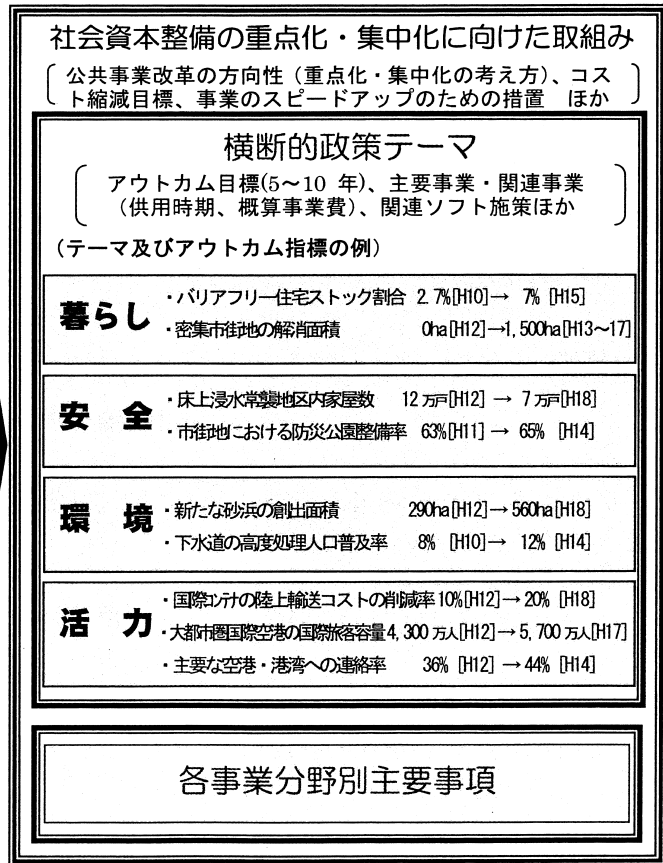 社会資本整備の重点化・集中化に向けた取組み
公共事業改革の方向性（重点化・集中化の考え方）、コス
ト縮減目標、事業のスピードアップのための措置 ほか
横断的政策テーマ
アウトカム目標(5～10 年)、主要事業・関連事業
（供用時期、概算事業費）、関連ソフト施策ほか
（テーマ及びアウトカム指標の例）
暮らし
・バリアフリー住宅ストック割合 2.7%[H10]→ 7% [H15]
・密集市街地の解消面積 0ha[H12]→1,500ha[H13～17]
安 全
・床上浸水常襲地区内家屋数 12万戸[H12] → 7万戸[H18]
・市街地における防災公園整備率 63%[H11] → 65% [H14]
環 境
・新たな砂浜の創出面積 290ha[H12]→560ha[H18]
・下水道の高度処理人口普及率 8% [H10]→ 12% [H14]
活 力
・国際コンテナの陸上輸送コストの削減率 10%[H12]→20% [H18]
・大都市圏国際空港の国際旅客容量 4,300万人[H12]→5,700万人[H17]
・主要な空港・港湾への連絡率 36% [H12] →44% [H14]
各事業分野別主要事項